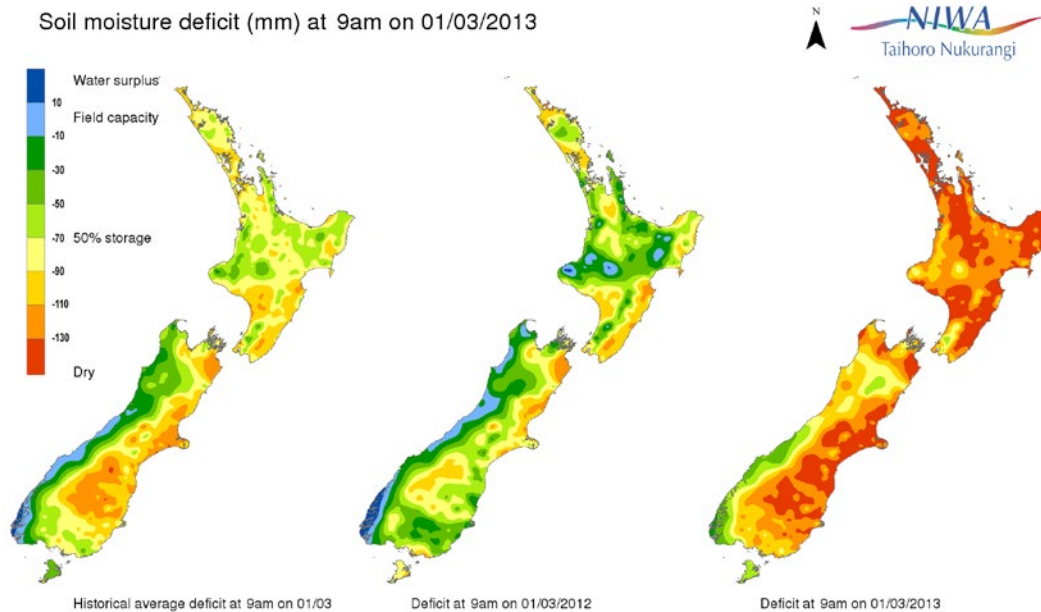 Soil moisture deficit (mm) at 9am on 01/03/2013
N
NIWA
Taihoro Nukurangi
Water surplus
10
Field capacity
-10
-30
-50
50% storage
-70
-90
-110
-130
Dry
Historical average deficit at 9am on 01/03
Deficit at 9am on 01/03/2012
Deficit at 9am on 01/03/2013